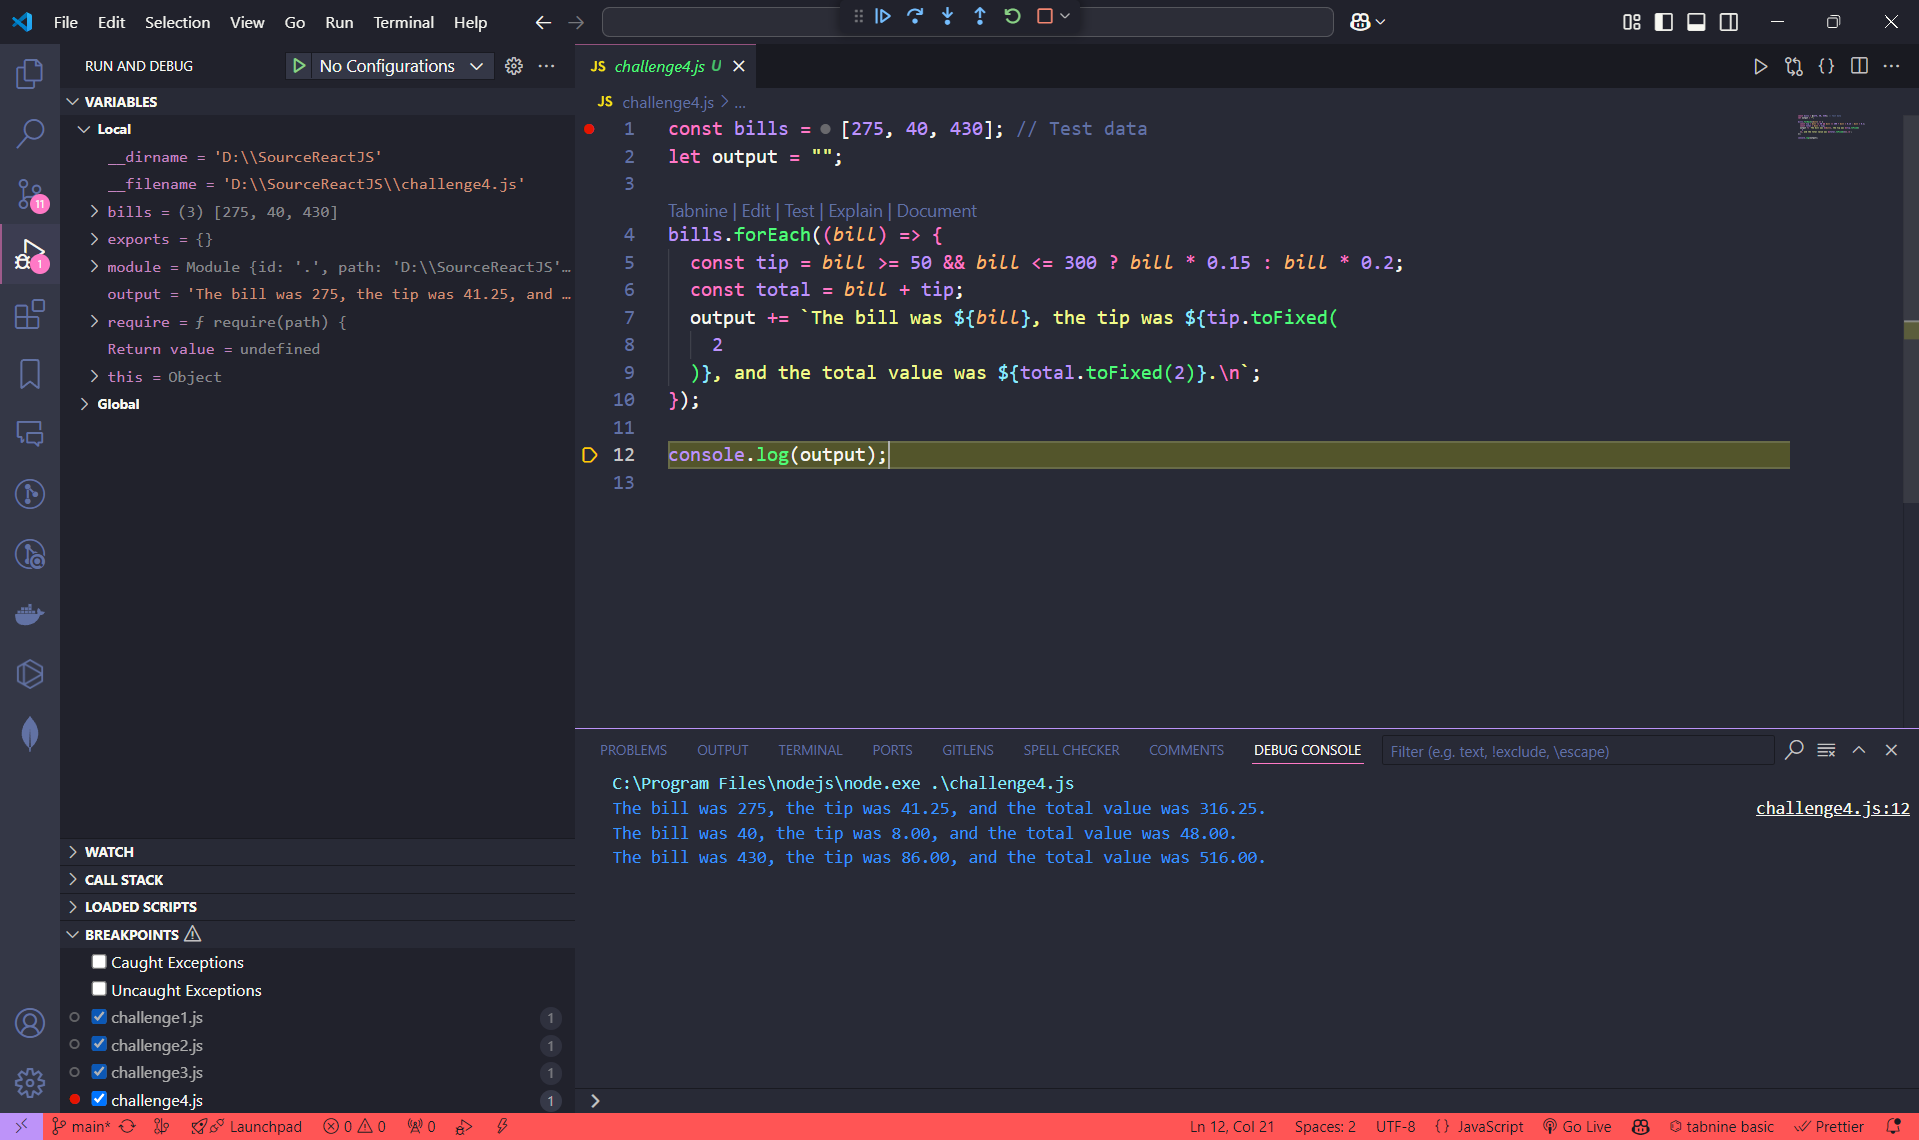 File Edit Selection View Go Run Terminal Help
RUN AND DEBUG No Configurations
VARIABLES
Local
__dirname = 'D:\\SourceReactJS'
__filename = 'D:\\SourceReactJS\\challenge4.js'
bills = (3) [275, 40, 430]
exports = {}
module = Module {id: '.', path: 'D:\\SourceReactJS'…
output = 'The bill was 275, the tip was 41.25, and …
require = ƒ require(path) {
Return value = undefined
this = Object
Global
WATCH
CALL STACK
LOADED SCRIPTS
BREAKPOINTS
Caught Exceptions
Uncaught Exceptions
challenge1.js 1
challenge2.js 1
challenge3.js 1
challenge4.js 1
11
1
JS challenge4.js U
JS challenge4.js > ...
1 const bills = [275, 40, 430]; // Test data
2 let output = "";
3
Tabnine | Edit | Test | Explain | Document
4 bills.forEach((bill) => {
5 const tip = bill >= 50 && bill <= 300 ? bill * 0.15 : bill * 0.2;
6 const total = bill + tip;
7 output += `The bill was ${bill}, the tip was ${tip.toFixed(
8 2
9 )}, and the total value was ${total.toFixed(2)}.\n`;
10 });
11
12 console.log(output);
13
PROBLEMS OUTPUT TERMINAL PORTS GITLENS SPELL CHECKER COMMENTS DEBUG CONSOLE Filter (e.g. text, !exclude, \escape)
C:\Program Files\nodejs\node.exe .\challenge4.js
The bill was 275, the tip was 41.25, and the total value was 316.25. challenge4.js:12
The bill was 40, the tip was 8.00, and the total value was 48.00.
The bill was 430, the tip was 86.00, and the total value was 516.00.
main* Launchpad 0 0 0 Ln 12, Col 21 Spaces: 2 UTF-8 {} JavaScript Go Live tabnine basic Prettier